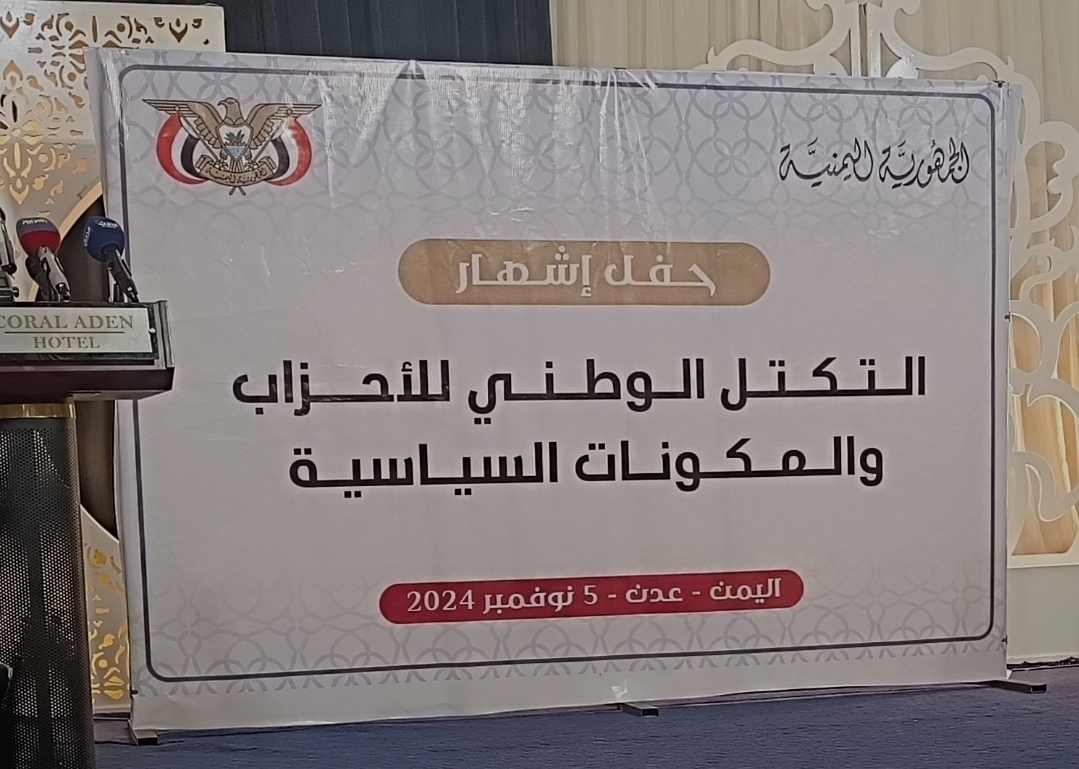 الجمهورية اليمنية
حفل إشهار
التكتل الوطني للأحزاب
والمكونات السياسية
اليمن - عدن - 5 نوفمبر 2024
CORAL ADEN
HOTEL